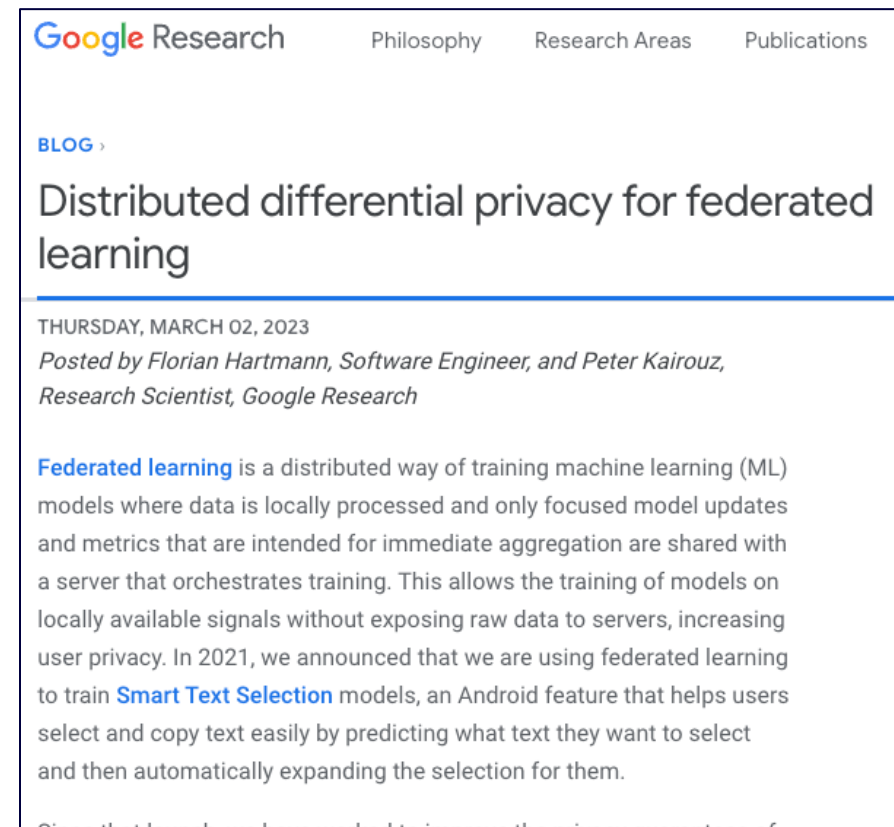 Google Research Philosophy Research Areas Publications
BLOG ›
Distributed differential privacy for federated
learning
THURSDAY, MARCH 02, 2023
Posted by Florian Hartmann, Software Engineer, and Peter Kairouz,
Research Scientist, Google Research
Federated learning is a distributed way of training machine learning (ML)
models where data is locally processed and only focused model updates
and metrics that are intended for immediate aggregation are shared with
a server that orchestrates training. This allows the training of models on
locally available signals without exposing raw data to servers, increasing
user privacy. In 2021, we announced that we are using federated learning
to train Smart Text Selection models, an Android feature that helps users
select and copy text easily by predicting what text they want to select
and then automatically expanding the selection for them.